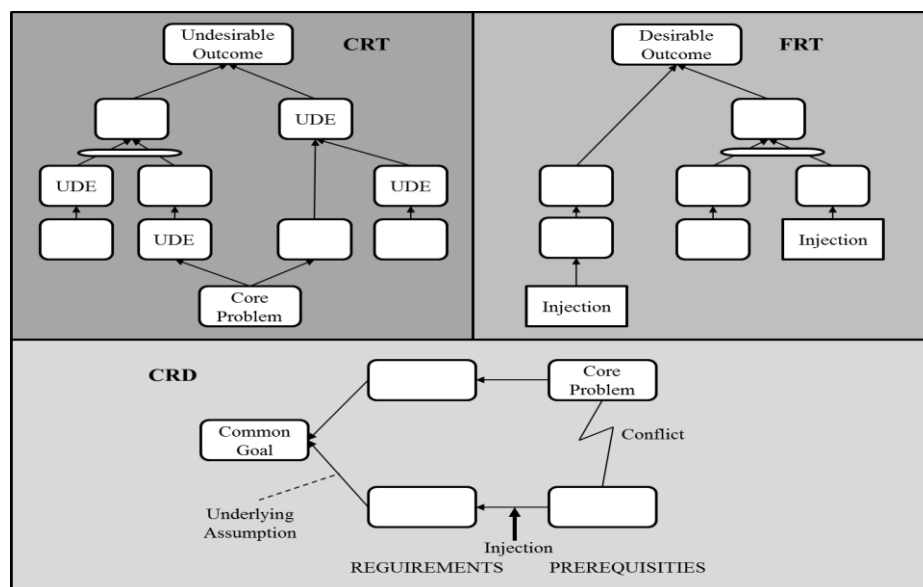 Undesirable
Outcome
CRT
UDE
UDE
UDE
UDE
Core
Problem
Desirable
Outcome
FRT
Injection
Injection
CRD
Core
Problem
Common
Goal
Conflict
Underlying
Assumption
Injection
REGUIREMENTS
PREREQUISITIES